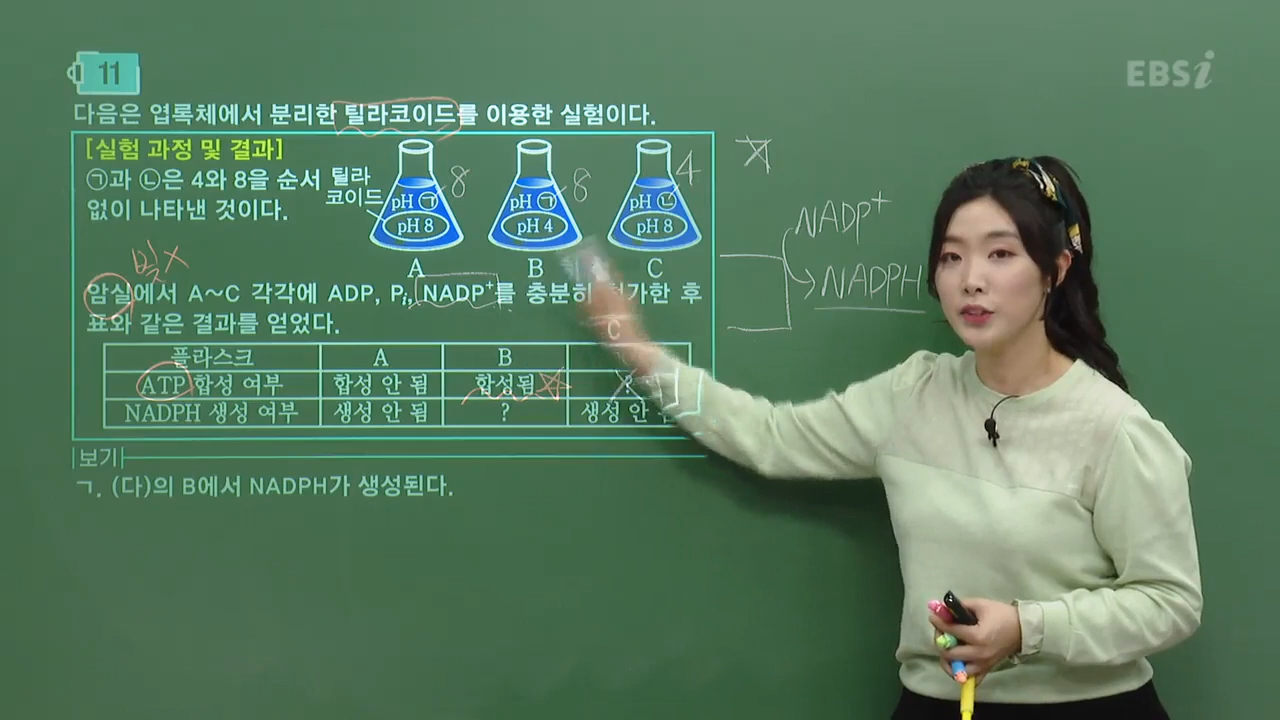 11
EBSi
다음은 엽록체에서 분리한 틸라코이드를 이용한 실험이다.
[실험 과정 및 결과]
㉠과 ㉡은 4와 8을 순서
없이 나타낸 것이다.
틸라
코이드
pH ㉠ 8
pH 8
A
pH ㉠ 8
pH 4
B
pH ㉡ 4
pH 8
C
NADP+
NADPH
빛X
암실에서 A~C 각각에 ADP, Pi, NADP+를 충분히 첨가한 후
표와 같은 결과를 얻었다.
플라스크 A B C
ATP 합성 여부 합성 안 됨 합성됨 ?
NADPH 생성 여부 생성 안 됨 ? 생성 안
보기
ㄱ. (다)의 B에서 NADPH가 생성된다.